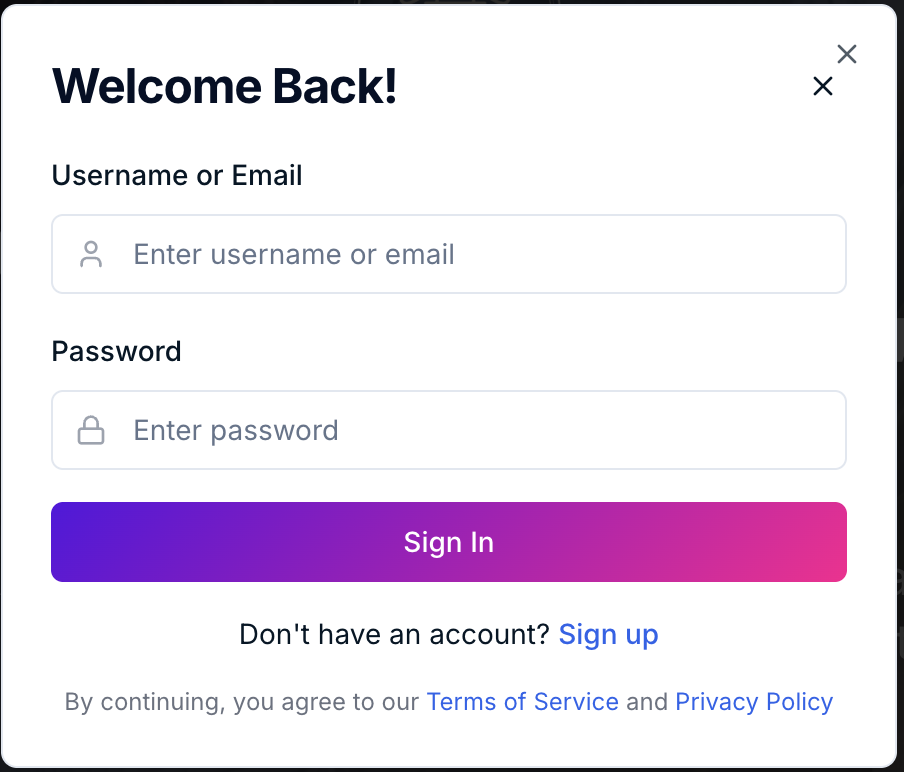 Welcome Back!
Username or Email
Enter username or email
Password
Enter password
Sign In
Don't have an account? Sign up
By continuing, you agree to our Terms of Service and Privacy Policy